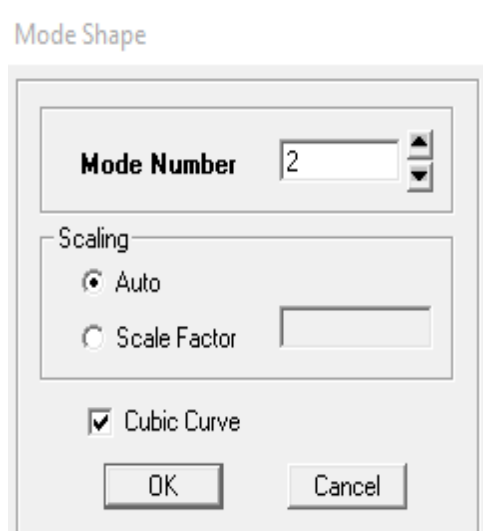 Mode Shape
Mode Number 2
Scaling
Auto
Scale Factor
Cubic Curve
OK Cancel